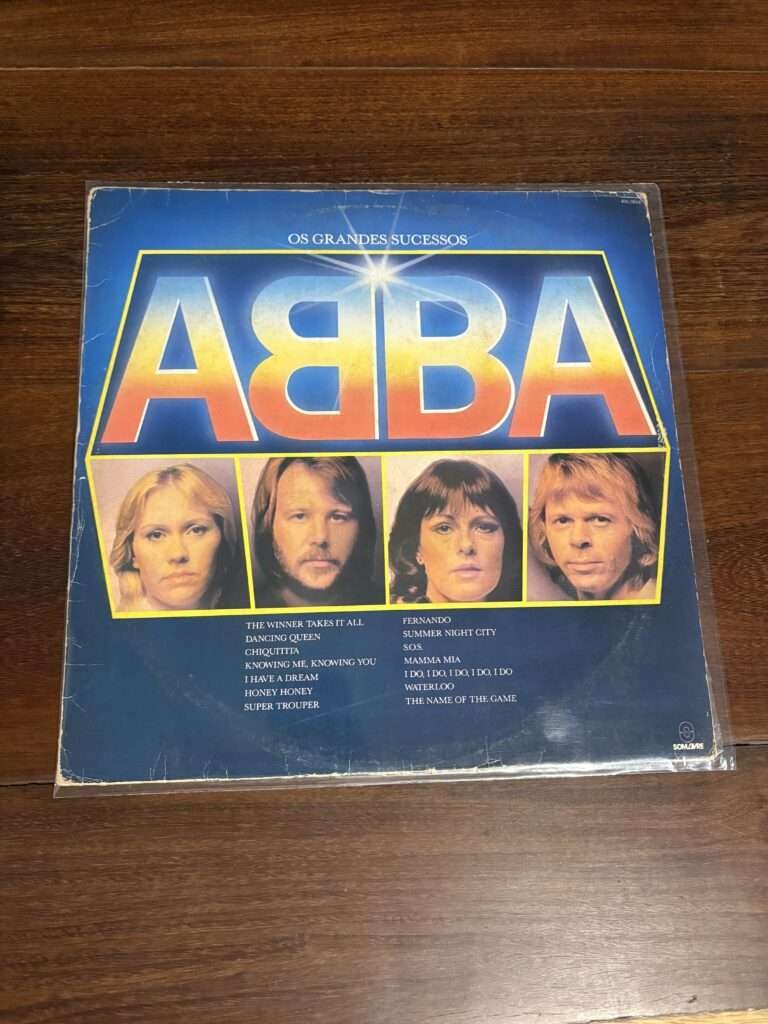 OS GRANDES SUCESSOS
ABBA
THE WINNER TAKES IT ALL
DANCING QUEEN
CHIQUITITA
KNOWING ME, KNOWING YOU
I HAVE A DREAM
HONEY HONEY
SUPER TROUPER
FERNANDO
SUMMER NIGHT CITY
S.O.S.
MAMMA MIA
I DO, I DO, I DO, I DO, I DO
WATERLOO
THE NAME OF THE GAME
SOM LIVRE